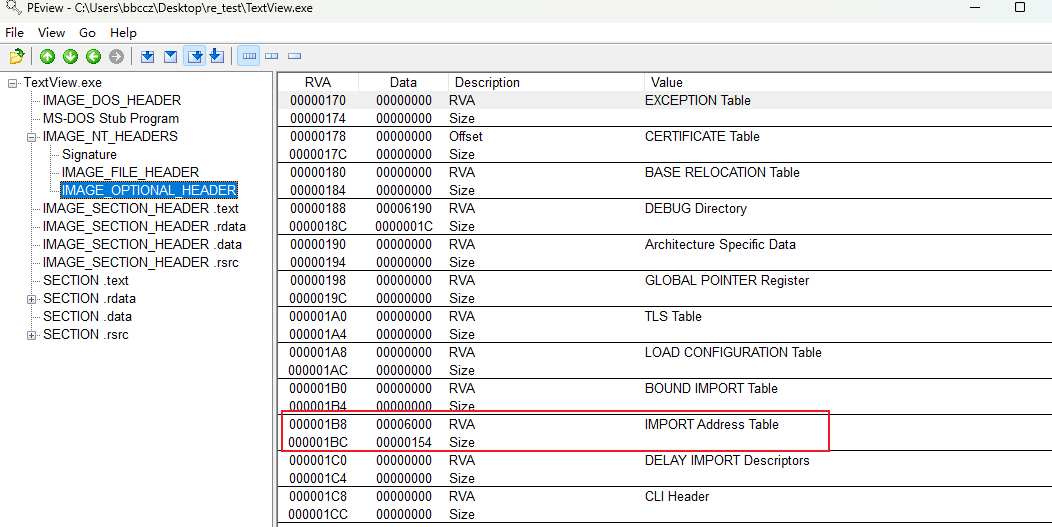 PEview - C:\Users\bbccz\Desktop\re_test\TextView.exe
File View Go Help
TextView.exe
IMAGE_DOS_HEADER
MS-DOS Stub Program
IMAGE_NT_HEADERS
Signature
IMAGE_FILE_HEADER
IMAGE_OPTIONAL_HEADER
IMAGE_SECTION_HEADER .text
IMAGE_SECTION_HEADER .rdata
IMAGE_SECTION_HEADER .data
IMAGE_SECTION_HEADER .rsrc
SECTION .text
SECTION .rdata
SECTION .data
SECTION .rsrc
RVA Data Description Value
00000170 00000000 RVA EXCEPTION Table
00000174 00000000 Size
00000178 00000000 Offset CERTIFICATE Table
0000017C 00000000 Size
00000180 00000000 RVA BASE RELOCATION Table
00000184 00000000 Size
00000188 00006190 RVA DEBUG Directory
0000018C 0000001C Size
00000190 00000000 RVA Architecture Specific Data
00000194 00000000 Size
00000198 00000000 RVA GLOBAL POINTER Register
0000019C 00000000 Size
000001A0 00000000 RVA TLS Table
000001A4 00000000 Size
000001A8 00000000 RVA LOAD CONFIGURATION Table
000001AC 00000000 Size
000001B0 00000000 RVA BOUND IMPORT Table
000001B4 00000000 Size
000001B8 00006000 RVA IMPORT Address Table
000001BC 00000154 Size
000001C0 00000000 RVA DELAY IMPORT Descriptors
000001C4 00000000 Size
000001C8 00000000 RVA CLI Header
000001CC 00000000 Size